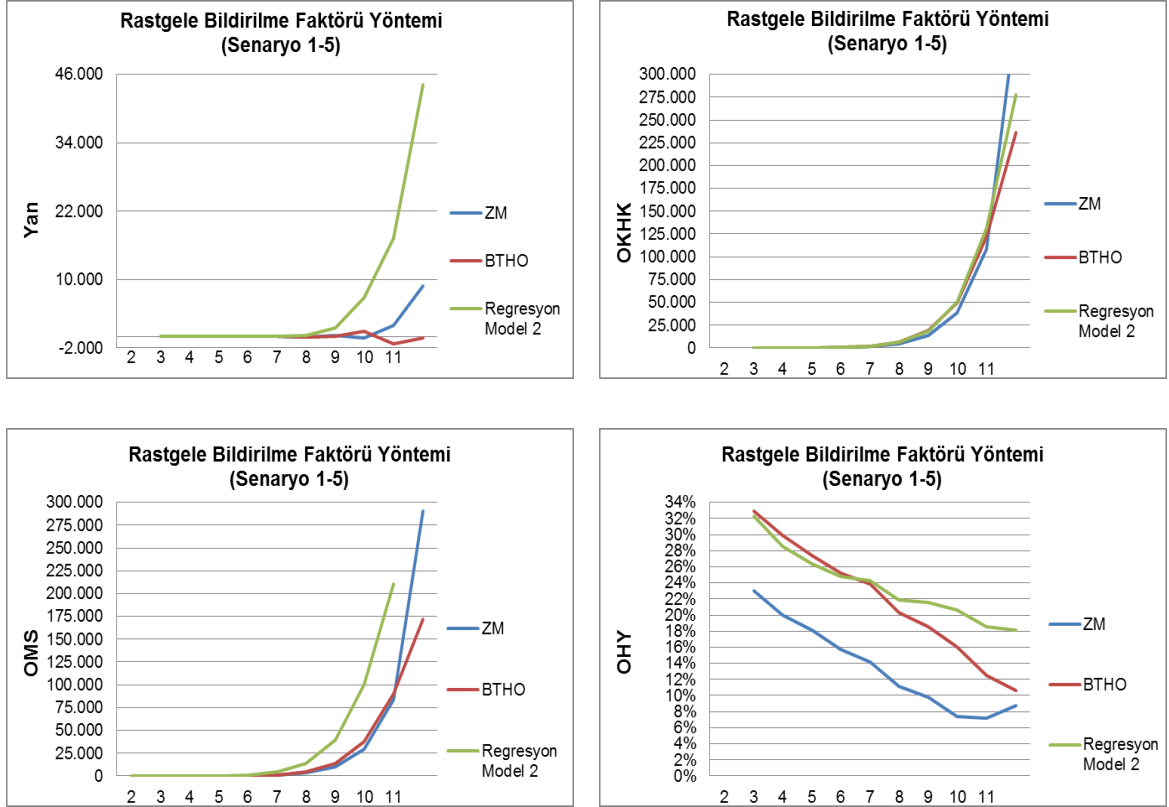 Rastgele Bildirilme Faktörü Yöntemi
(Senaryo 1-5)
Yan
46.000
34.000
22.000
10.000
-2.000
2 3 4 5 6 7 8 9 10 11
ZM
BTHO
Regresyon
Model 2
Rastgele Bildirilme Faktörü Yöntemi
(Senaryo 1-5)
OKHK
300.000
275.000
250.000
225.000
200.000
175.000
150.000
125.000
100.000
75.000
50.000
25.000
0
2 3 4 5 6 7 8 9 10 11
ZM
BTHO
Regresyon
Model 2
Rastgele Bildirilme Faktörü Yöntemi
(Senaryo 1-5)
OMS
300.000
275.000
250.000
225.000
200.000
175.000
150.000
125.000
100.000
75.000
50.000
25.000
0
2 3 4 5 6 7 8 9 10 11
ZM
BTHO
Regresyon
Model 2
Rastgele Bildirilme Faktörü Yöntemi
(Senaryo 1-5)
OHY
34%
32%
30%
28%
26%
24%
22%
20%
18%
16%
14%
12%
10%
8%
6%
4%
2%
0%
2 3 4 5 6 7 8 9 10 11
ZM
BTHO
Regresyon
Model 2